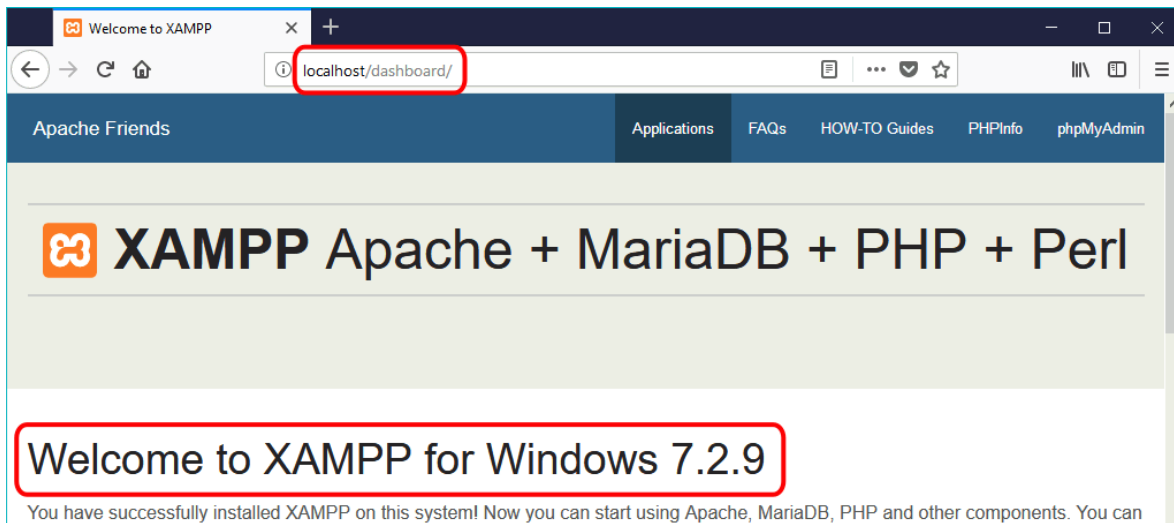 Welcome to XAMPP
localhost/dashboard/
Apache Friends
Applications FAQs HOW-TO Guides PHPInfo phpMyAdmin
XAMPP Apache + MariaDB + PHP + Perl
Welcome to XAMPP for Windows 7.2.9
You have successfully installed XAMPP on this system! Now you can start using Apache, MariaDB, PHP and other components. You can